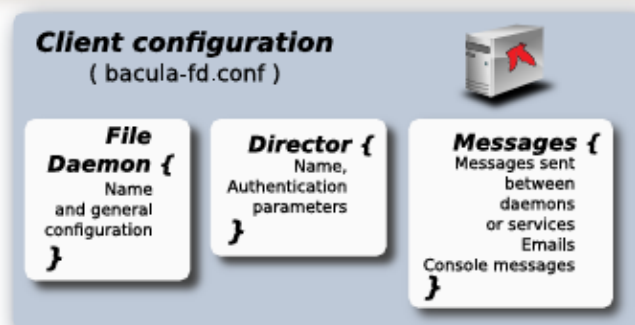 Client configuration
( bacula-fd.conf )
File
Daemon {
Name
and general
configuration
}
Director {
Name,
Authentication
parameters
}
Messages {
Messages sent
between
daemons
or services
Emails
Console messages
}